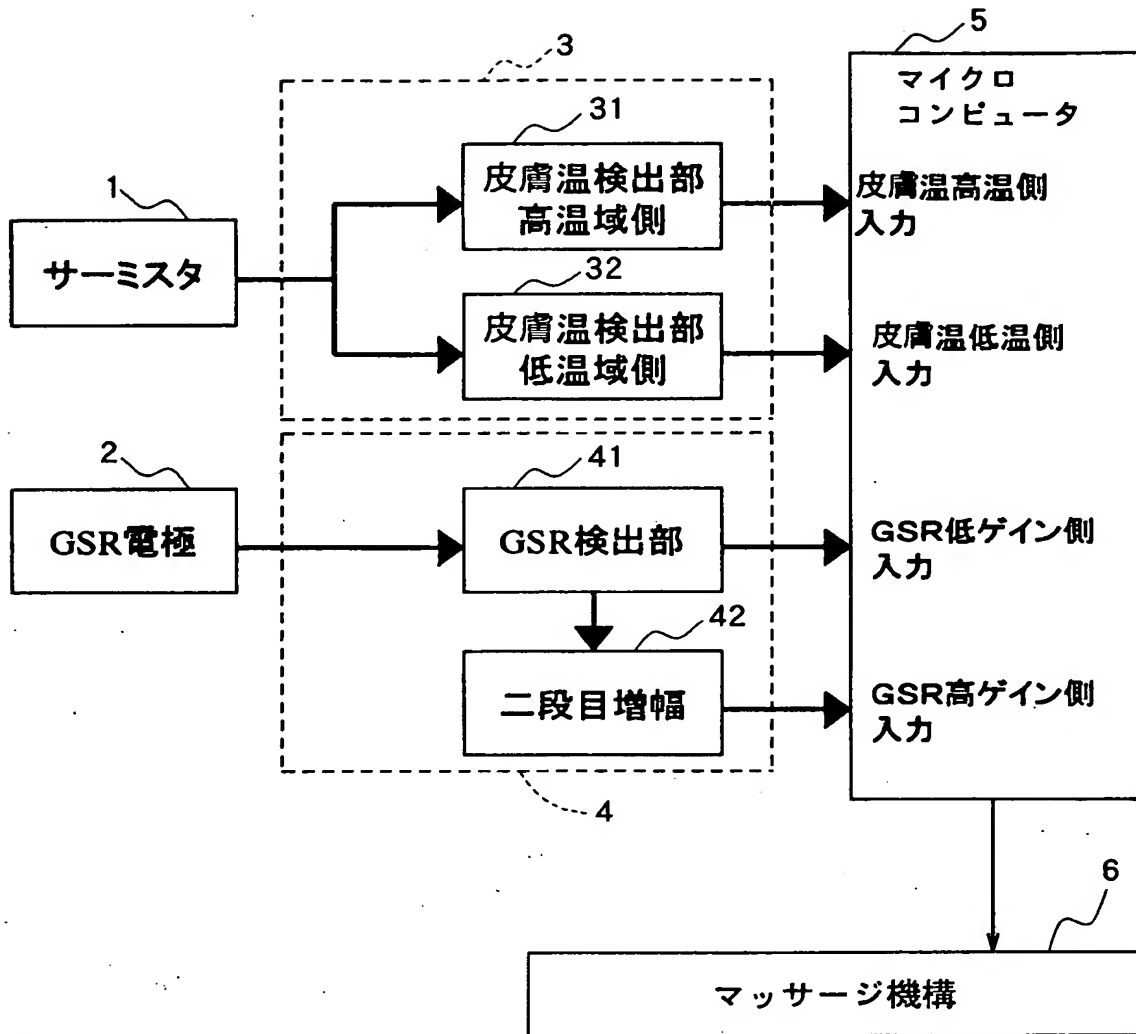 3
5
マイクロ
コンピュータ
31
皮膚温検出部
高温域側
皮膚温高温側
入力
1
サーミスタ
32
皮膚温検出部
低温域側
皮膚温低温側
入力
2
GSR電極
41
GSR検出部
GSR低ゲイン側
入力
42
二段目増幅
GSR高ゲイン側
入力
4
6
マッサージ機構